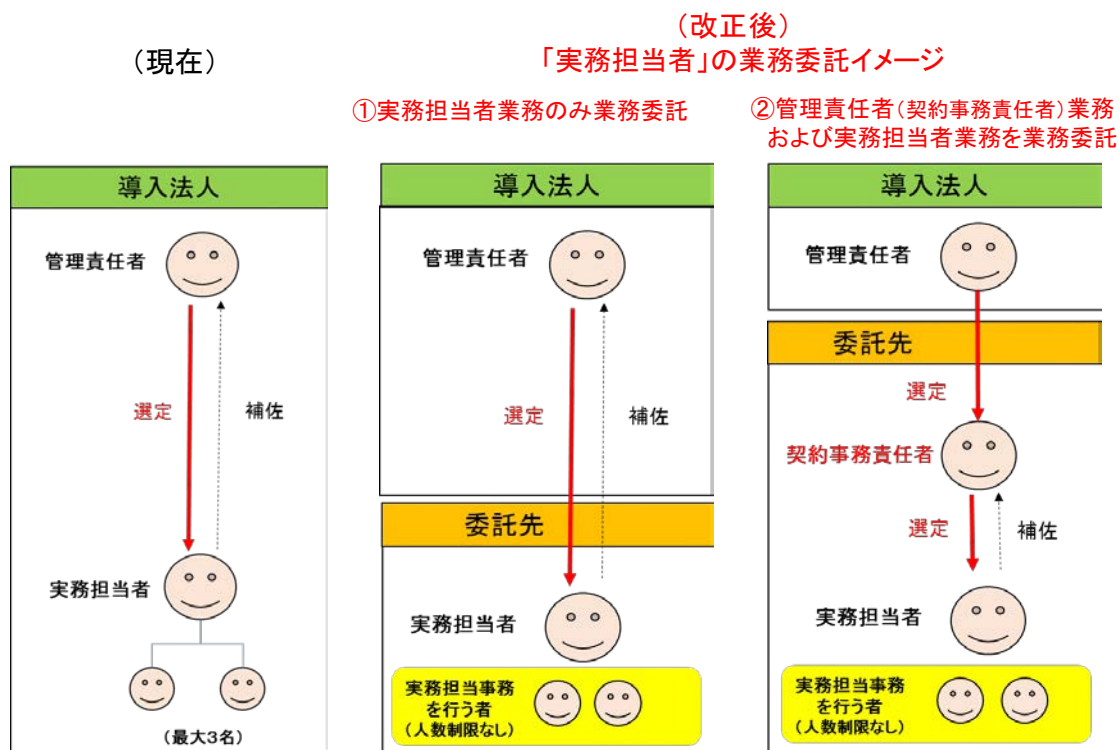 （現在）
（改正後）
「実務担当者」の業務委託イメージ
①実務担当者業務のみ業務委託
②管理責任者（契約事務責任者）業務
および実務担当者業務を業務委託
導入法人
管理責任者
選定
補佐
実務担当者
（最大3名）
導入法人
管理責任者
選定
補佐
委託先
実務担当者
実務担当事務
を行う者
（人数制限なし）
導入法人
管理責任者
委託先
選定
契約事務責任者
選定
補佐
実務担当者
実務担当事務
を行う者
（人数制限なし）